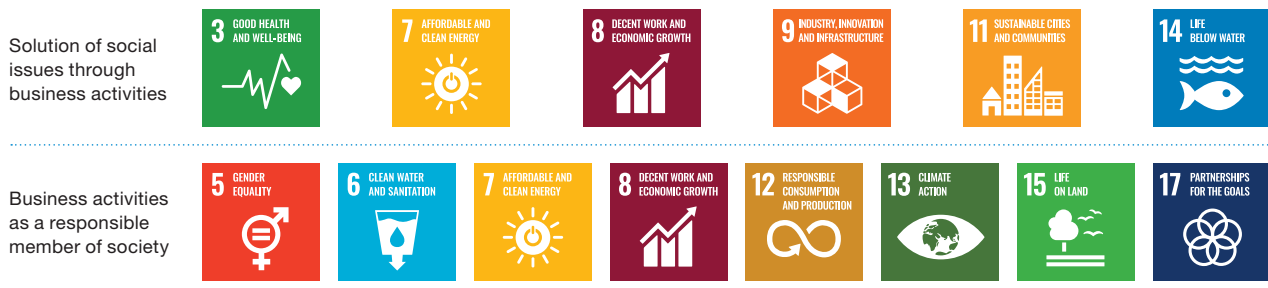 Solution of social
issues through
business activities
3 GOOD HEALTH
AND WELL-BEING
7 AFFORDABLE AND
CLEAN ENERGY
8 DECENT WORK AND
ECONOMIC GROWTH
9 INDUSTRY, INNOVATION
AND INFRASTRUCTURE
11 SUSTAINABLE CITIES
AND COMMUNITIES
14 LIFE
BELOW WATER
Business activities
as a responsible
member of society
5 GENDER
EQUALITY
6 CLEAN WATER
AND SANITATION
7 AFFORDABLE AND
CLEAN ENERGY
8 DECENT WORK AND
ECONOMIC GROWTH
12 RESPONSIBLE
CONSUMPTION
AND PRODUCTION
13 CLIMATE
ACTION
15 LIFE
ON LAND
17 PARTNERSHIPS
FOR THE GOALS